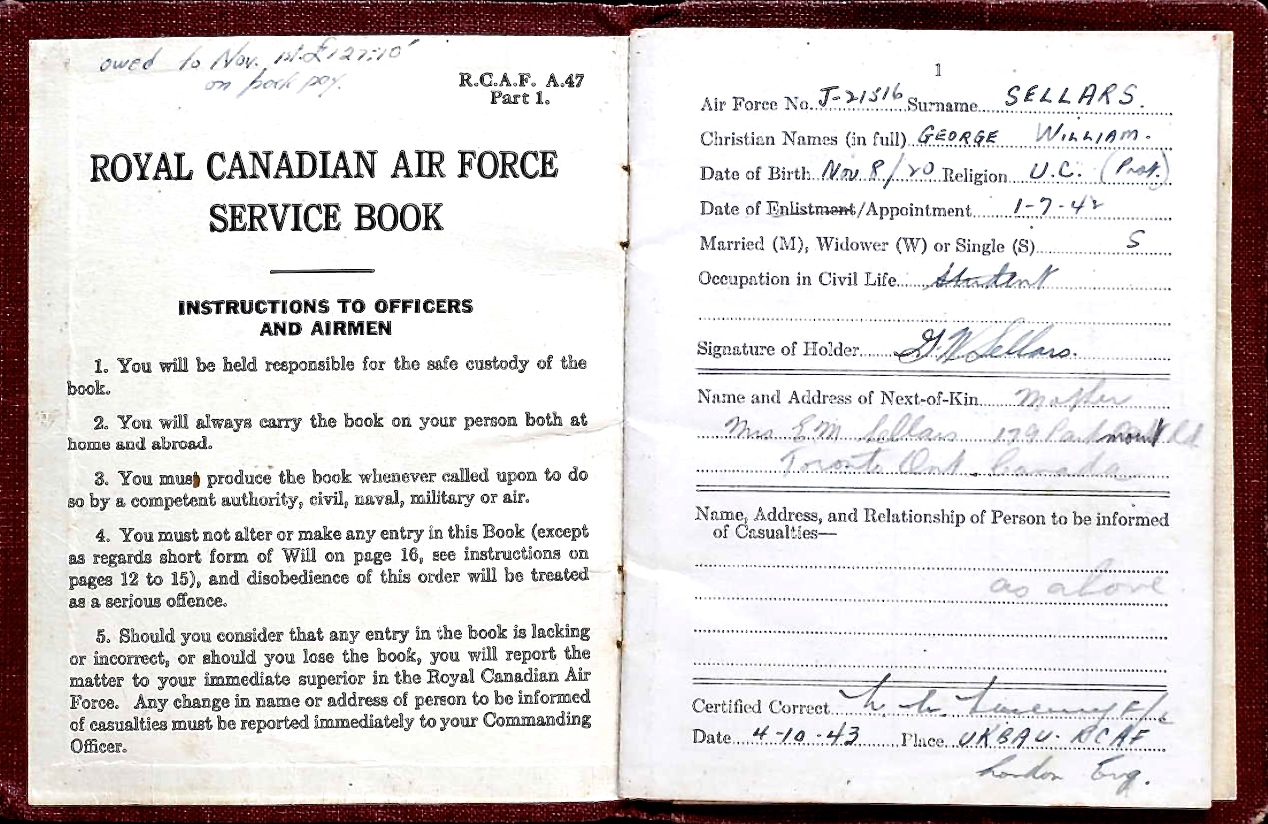 owed to Nov. 1st £127:10
on back pay.
R.C.A.F. A.47
Part 1.
ROYAL CANADIAN AIR FORCE
SERVICE BOOK
INSTRUCTIONS TO OFFICERS
AND AIRMEN
1. You will be held responsible for the safe custody of the
book.
2. You will always carry the book on your person both at
home and abroad.
3. You must produce the book whenever called upon to do
so by a competent authority, civil, naval, military or air.
4. You must not alter or make any entry in this Book (except
as regards short form of Will on page 16, see instructions on
pages 12 to 15), and disobedience of this order will be treated
as a serious offence.
5. Should you consider that any entry in the book is lacking
or incorrect, or should you lose the book, you will report the
matter to your immediate superior in the Royal Canadian Air
Force. Any change in name or address of person to be informed
of casualties must be reported immediately to your Commanding
Officer.
1
Air Force No. J-21516 Surname SELLARS.
Christian Names (in full) GEORGE WILLIAM.
Date of Birth Nov. 8/20 Religion U.C. (Prot.)
Date of Enlistment/Appointment 1-7-42
Married (M), Widower (W) or Single (S) S
Occupation in Civil Life Student
Signature of Holder GW Sellars.
Name and Address of Next-of-Kin Mother
Mrs E.M. Sellars 179 Parkmount Rd
Toronto Ont. Canada
Name, Address, and Relationship of Person to be informed
of Casualties—
as above.
Certified Correct F/L
Date 4-10-43 Place UKBAU. RCAF
London Eng.